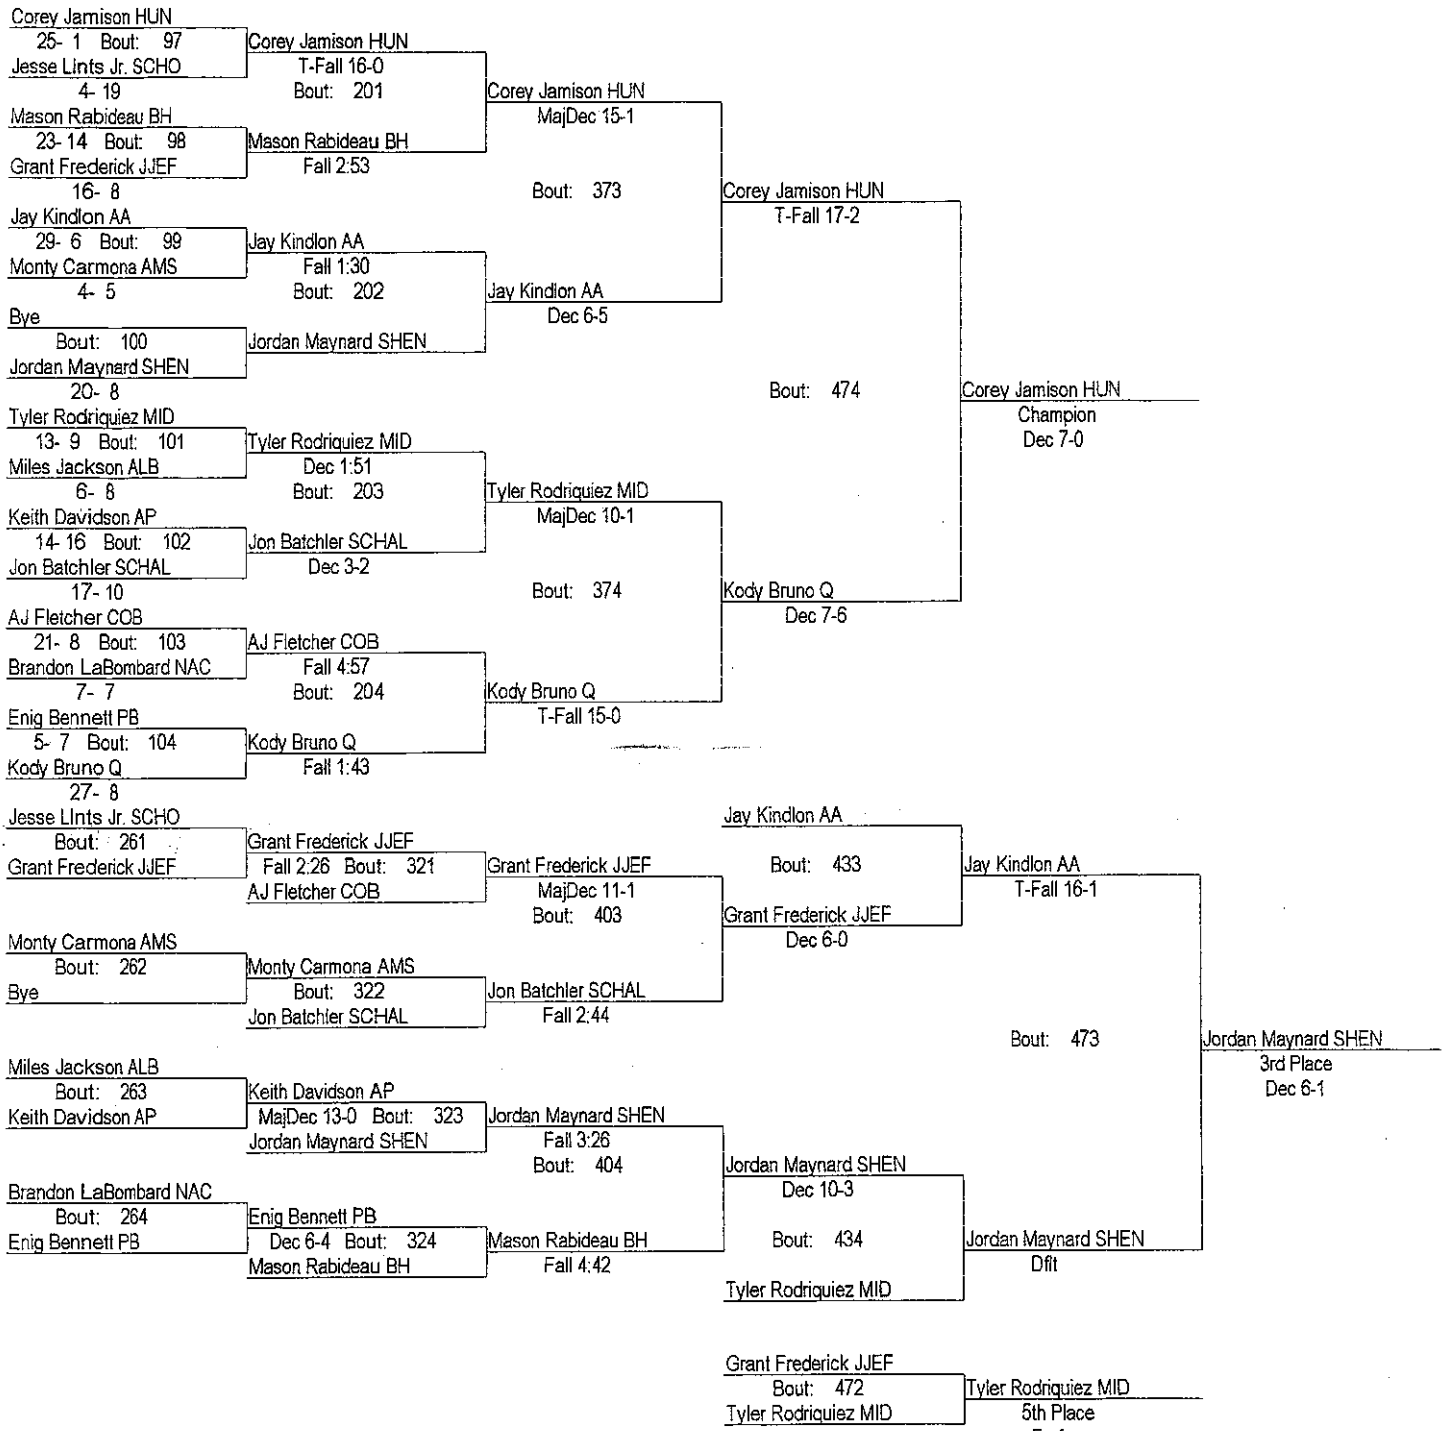 Corey Jamison HUN
25- 1 Bout: 97
Corey Jamison HUN
Jesse LInts Jr. SCHO
T-Fall 16-0
4- 19
Bout: 201
Corey Jamison HUN
Mason Rabideau BH
MajDec 15-1
23- 14 Bout: 98
Mason Rabideau BH
Grant Frederick JJEF
Fall 2:53
16- 8
Bout: 373
Corey Jamison HUN
Jay Kindlon AA
T-Fall 17-2
29- 6 Bout: 99
Jay Kindlon AA
Monty Carmona AMS
Fall 1:30
4- 5
Bout: 202
Jay Kindlon AA
Bye
Dec 6-5
Bout: 100
Jordan Maynard SHEN
Jordan Maynard SHEN
20- 8
Bout: 474
Corey Jamison HUN
Tyler Rodriquiez MID
Champion
13- 9 Bout: 101
Tyler Rodriquiez MID
Dec 7-0
Miles Jackson ALB
Dec 1:51
6- 8
Bout: 203
Tyler Rodriquiez MID
Keith Davidson AP
MajDec 10-1
14- 16 Bout: 102
Jon Batchler SCHAL
Jon Batchler SCHAL
Dec 3-2
17- 10
Bout: 374
Kody Bruno Q
AJ Fletcher COB
Dec 7-6
21- 8 Bout: 103
AJ Fletcher COB
Brandon LaBombard NAC
Fall 4:57
7- 7
Bout: 204
Kody Bruno Q
Enig Bennett PB
T-Fall 15-0
5- 7 Bout: 104
Kody Bruno Q
Kody Bruno Q
Fall 1:43
27- 8
Jesse LInts Jr. SCHO
Jay Kindlon AA
Bout: 261
Grant Frederick JJEF
Grant Frederick JJEF
Fall 2:26 Bout: 321
Grant Frederick JJEF
Bout: 433
Jay Kindlon AA
AJ Fletcher COB
MajDec 11-1
T-Fall 16-1
Bout: 403
Grant Frederick JJEF
Monty Carmona AMS
Dec 6-0
Bout: 262
Monty Carmona AMS
Bye
Bout: 322
Jon Batchler SCHAL
Jon Batchler SCHAL
Fall 2:44
Bout: 473
Jordan Maynard SHEN
Miles Jackson ALB
3rd Place
Bout: 263
Keith Davidson AP
Dec 6-1
Keith Davidson AP
MajDec 13-0 Bout: 323
Jordan Maynard SHEN
Jordan Maynard SHEN
Fall 3:26
Bout: 404
Jordan Maynard SHEN
Brandon LaBombard NAC
Dec 10-3
Bout: 264
Enig Bennett PB
Enig Bennett PB
Dec 6-4 Bout: 324
Mason Rabideau BH
Bout: 434
Jordan Maynard SHEN
Mason Rabideau BH
Fall 4:42
Dflt
Tyler Rodriquiez MID
Grant Frederick JJEF
Bout: 472
Tyler Rodriquiez MID
Tyler Rodriquiez MID
5th Place